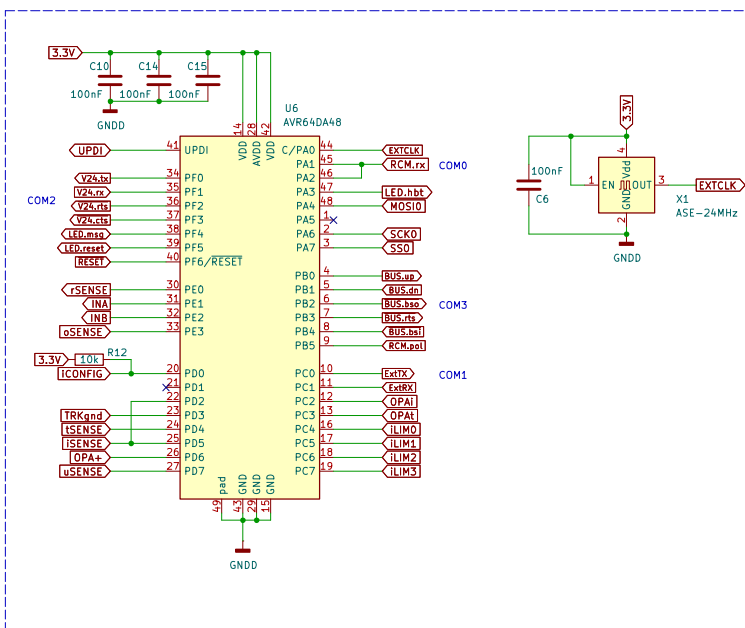 3.3V
C10
C14
C15
100nF
100nF
100nF
GNDD
U6
AVR64DA48
14
28
42
VDD
AVDD
VDD
UPDI 41 UPDI
C/PA0 44 EXTCLK
PA1 45 RCM.rx COM0
PA2 46
PA3 47 LED.hbt
PA4 48 MOSI0
PA5 1
PA6 2 SCK0
PA7 3 SS0
COM2
V24.tx 34 PF0
V24.rx 35 PF1
V24.rts 36 PF2
V24.cts 37 PF3
LED.msg 38 PF4
LED.reset 39 PF5
RESET 40 PF6/RESET
PB0 4 BUS.up
PB1 5 BUS.dn
PB2 6 BUS.bso COM3
PB3 7 BUS.rts
PB4 8 BUS.bsi
PB5 9 RCM.pol
rSENSE 30 PE0
INA 31 PE1
INB 32 PE2
oSENSE 33 PE3
3.3V 10k R12
iCONFIG 20 PD0
21 PD1
22 PD2
TRKgnd 23 PD3
tSENSE 24 PD4
iSENSE 25 PD5
OPA+ 26 PD6
uSENSE 27 PD7
PC0 10 ExtTX COM1
PC1 11 ExtRX
PC2 12 OPAi
PC3 13 OPAt
PC4 16 iLIM0
PC5 17 iLIM1
PC6 18 iLIM2
PC7 19 iLIM3
pad
GND
GND
GND
49
43
29
15
GNDD
3.3V
100nF
C6
4
Vdd
1 EN OUT 3 EXTCLK
GND
2
X1
ASE-24MHz
GNDD